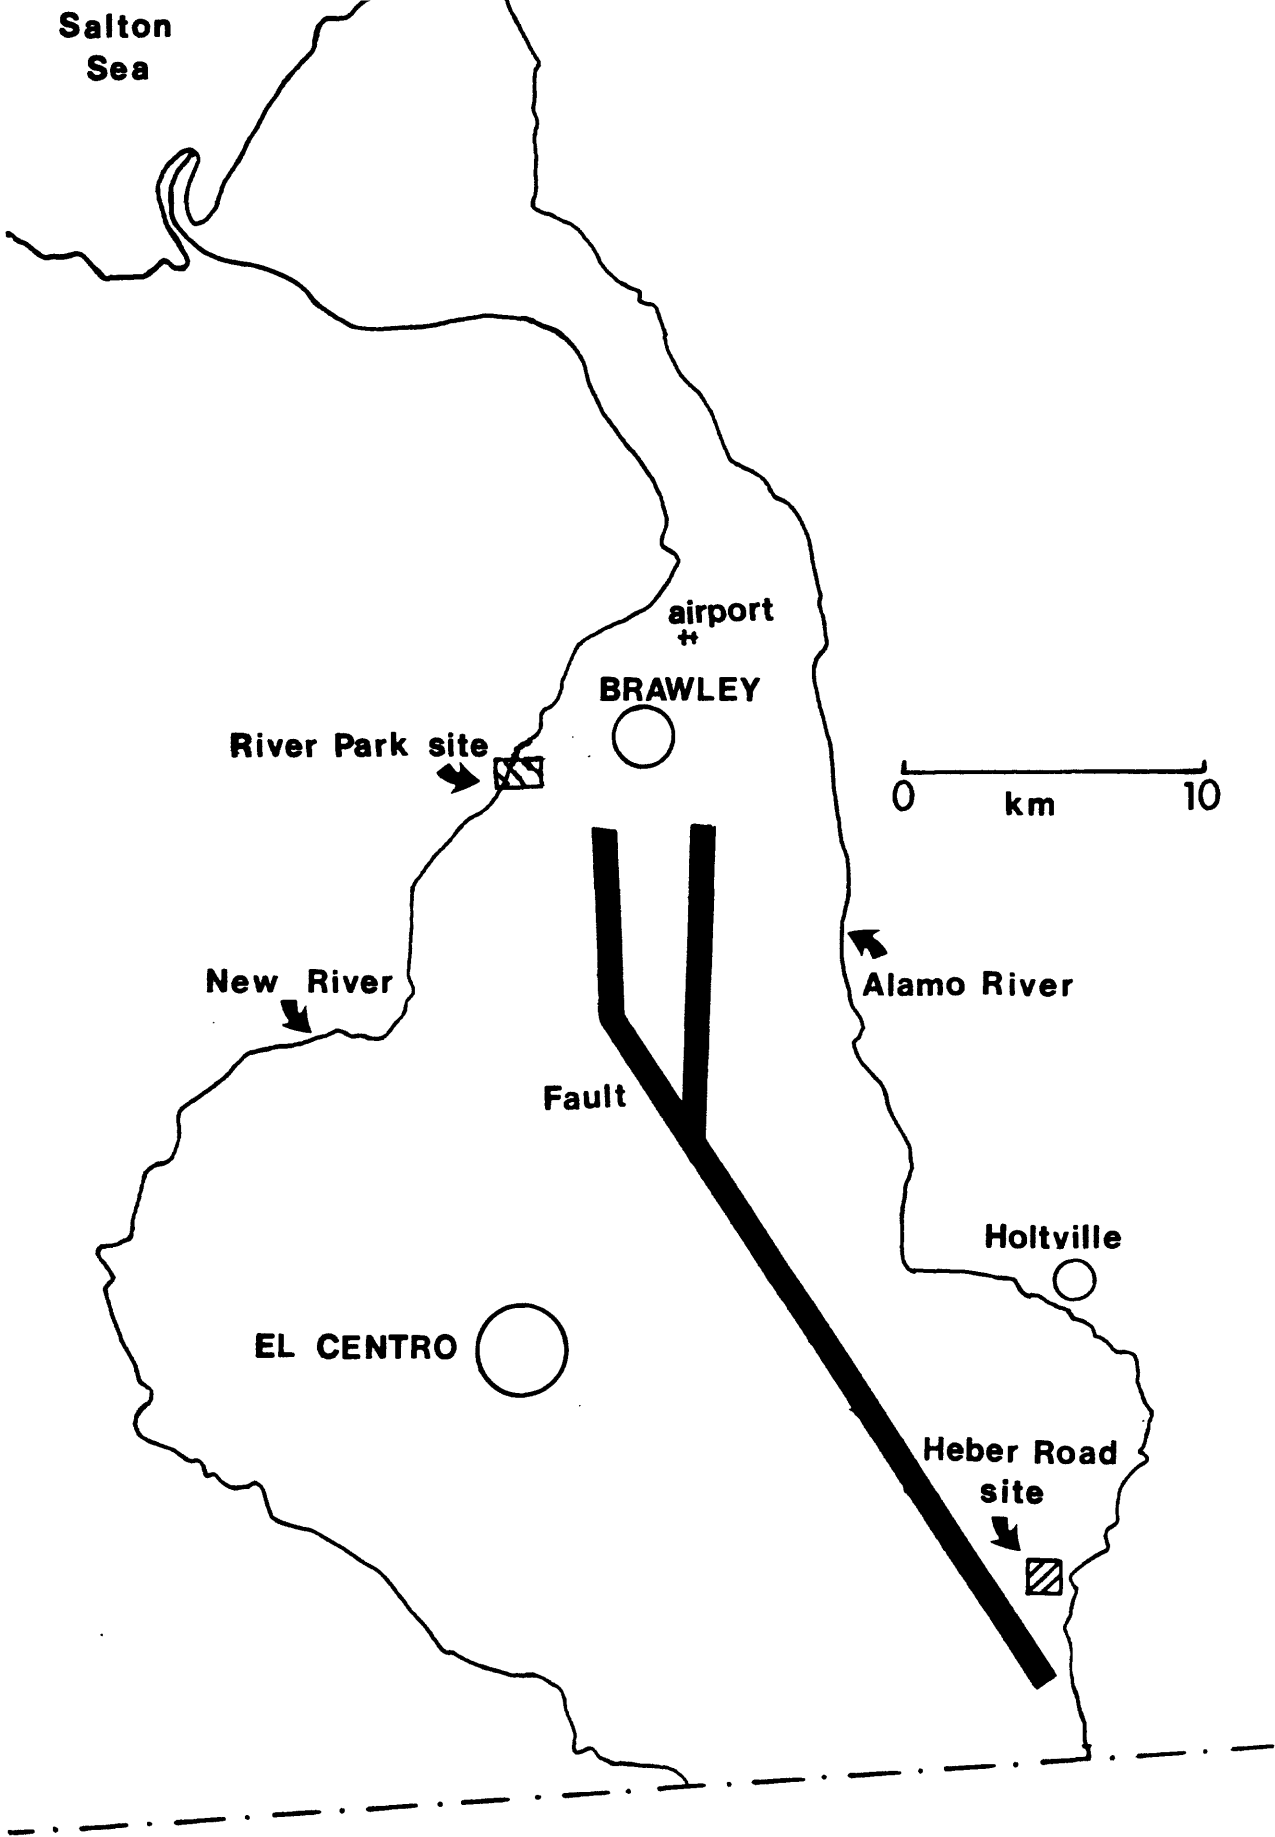 Salton
Sea
airport
BRAWLEY
River Park site
0 km 10
New River
Alamo River
Fault
Holtville
EL CENTRO
Heber Road
site